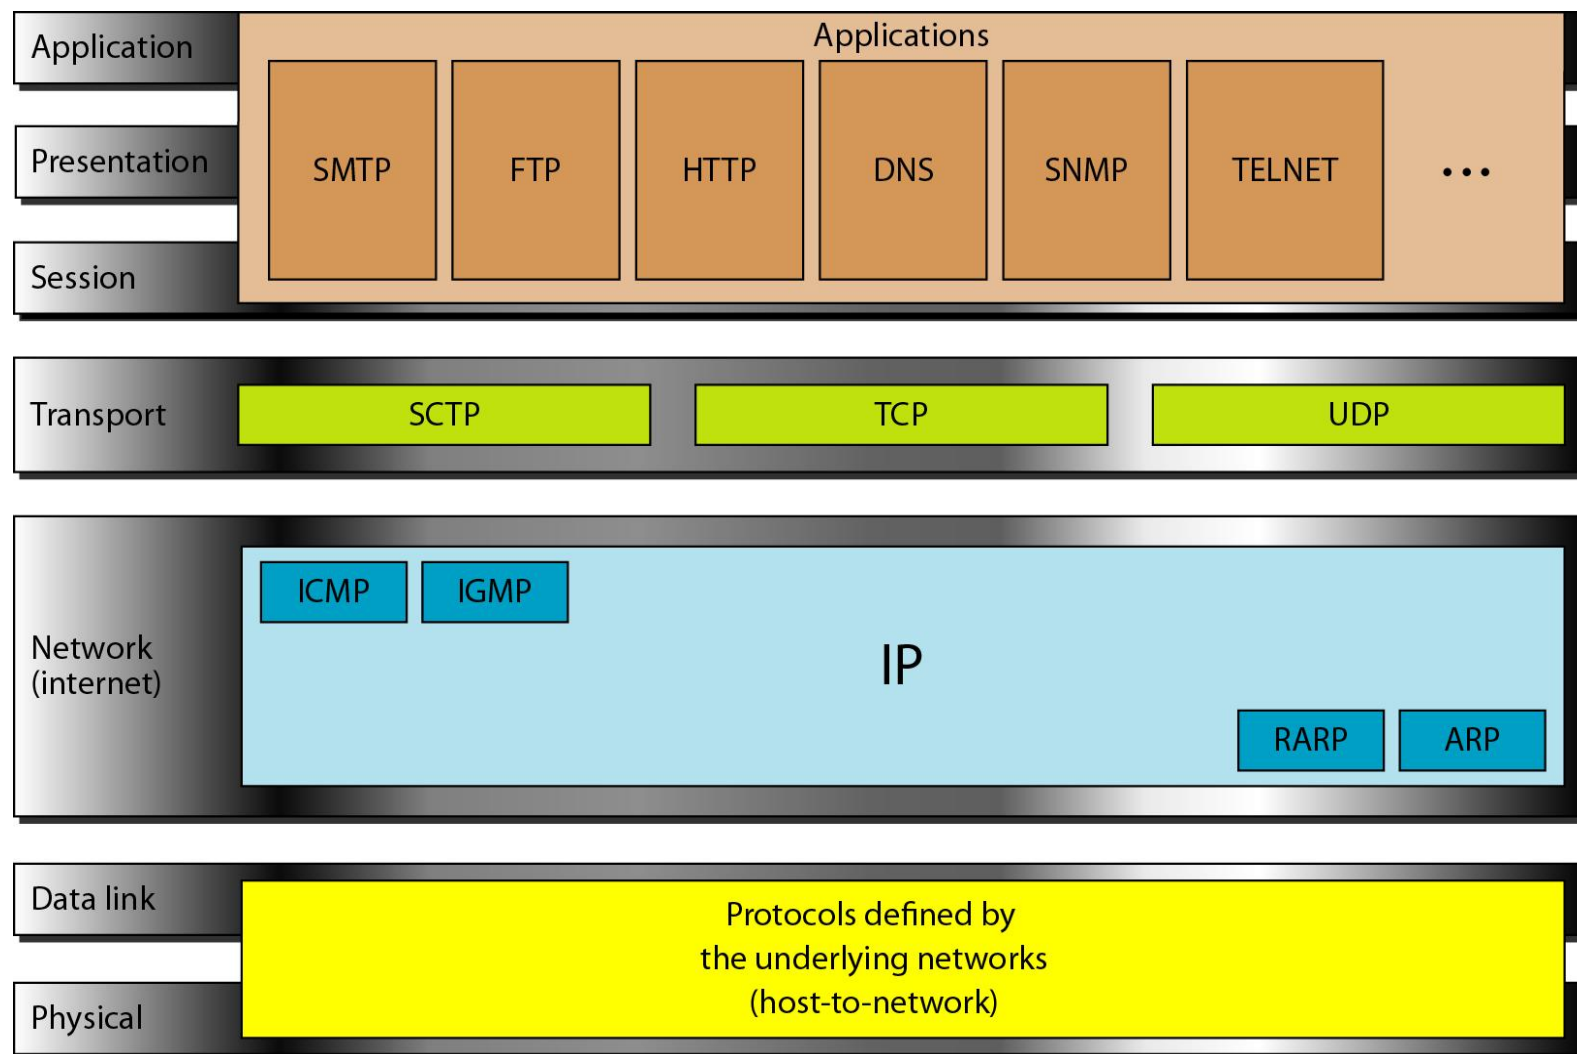 Application
Applications
Presentation
SMTP
FTP
HTTP
DNS
SNMP
TELNET
...
Session
Transport
SCTP
TCP
UDP
Network
(internet)
ICMP
IGMP
IP
RARP
ARP
Data link
Protocols defined by
the underlying networks
(host-to-network)
Physical